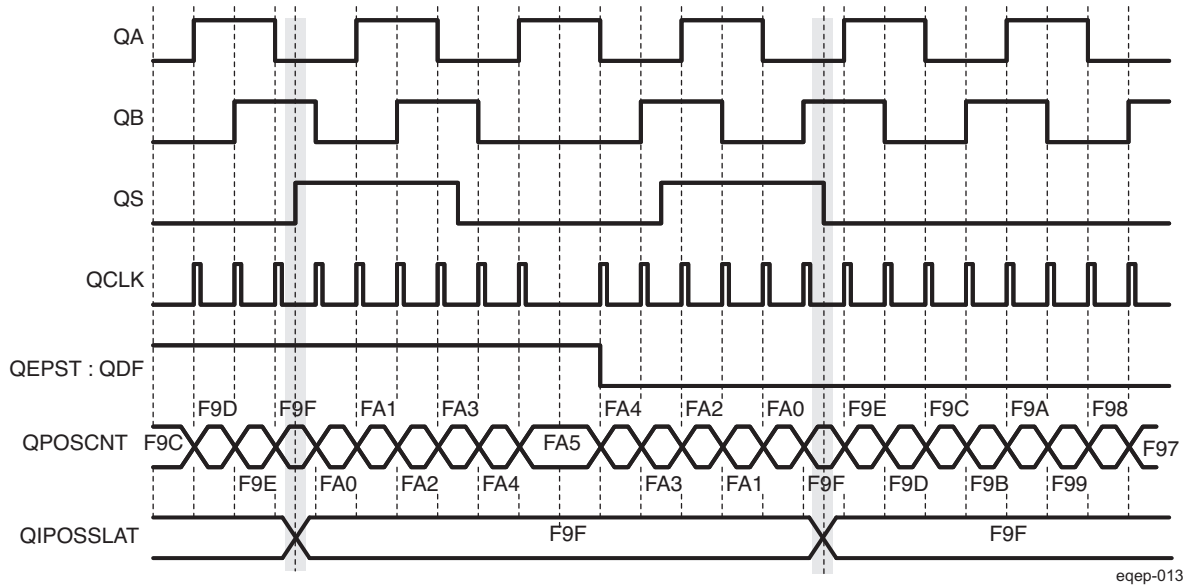 QA
QB
QS
QCLK
QEPST : QDF
F9D F9F FA1 FA3 FA4 FA2 FA0 F9E F9C F9A F98
QPOSCNT F9C FA5 F97
F9E FA0 FA2 FA4 FA3 FA1 F9F F9D F9B F99
QIPOSSLAT F9F F9F
eqep-013